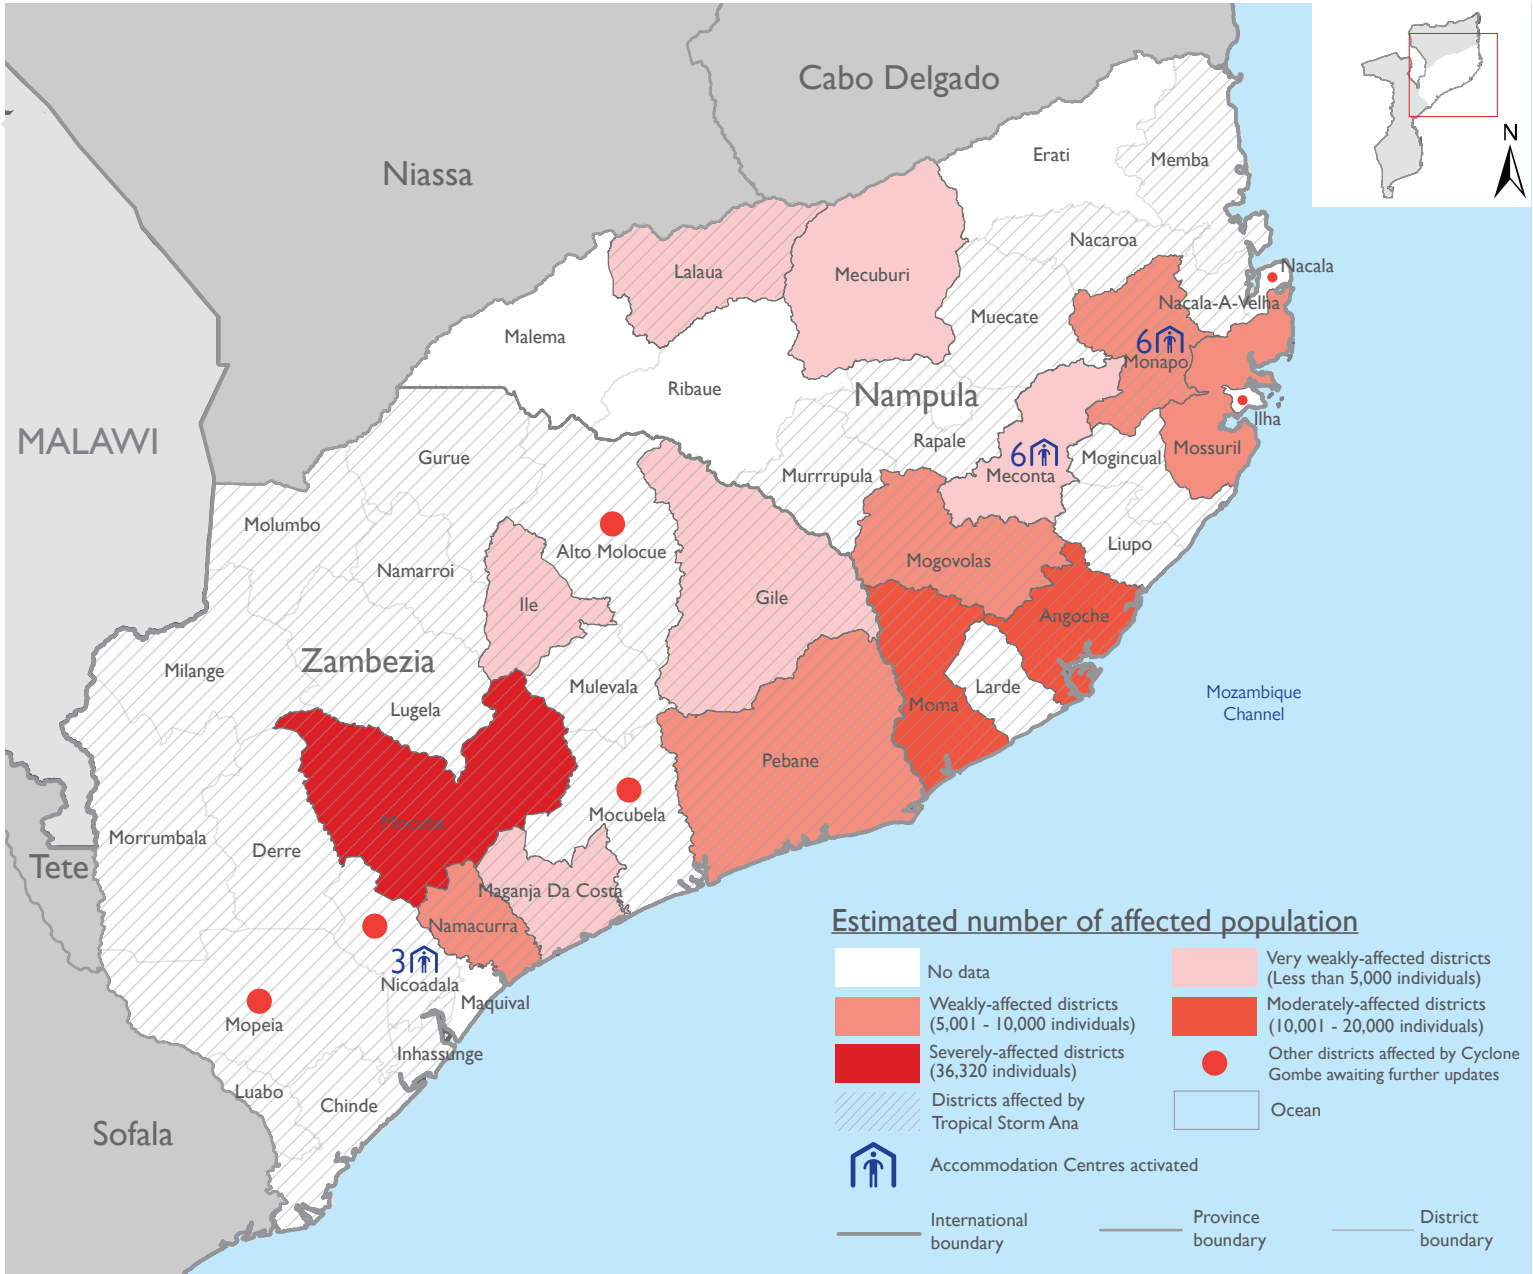 Cabo Delgado
N
Erati
Memba
Niassa
Nacaroa
Nacala
Lalaua
Mecuburi
Nacala-A-Velha
Muecate
Malema
6
Monapo
Ribaue
Nampula
Ilha
MALAWI
Rapale
Mossuril
Gurue
Mogincual
6
Meconta
Murrrupula
Molumbo
Liupo
Alto Molocue
Mogovolas
Namarroi
Gile
Ile
Angoche
Zambezia
Milange
Mulevala
Larde
Mozambique
Channel
Lugela
Moma
Pebane
Mocubela
Mocuba
Morrumbala
Derre
Tete
Maganja Da Costa
Namacurra
3
Nicoadala
Maquival
Mopeia
Inhassunge
Luabo
Chinde
Sofala
Estimated number of affected population
No data
Very weakly-affected districts
(Less than 5,000 individuals)
Weakly-affected districts
(5,001 - 10,000 individuals)
Moderately-affected districts
(10,001 - 20,000 individuals)
Severely-affected districts
(36,320 individuals)
Other districts affected by Cyclone
Gombe awaiting further updates
Districts affected by
Tropical Storm Ana
Ocean
Accommodation Centres activated
International
boundary
Province
boundary
District
boundary